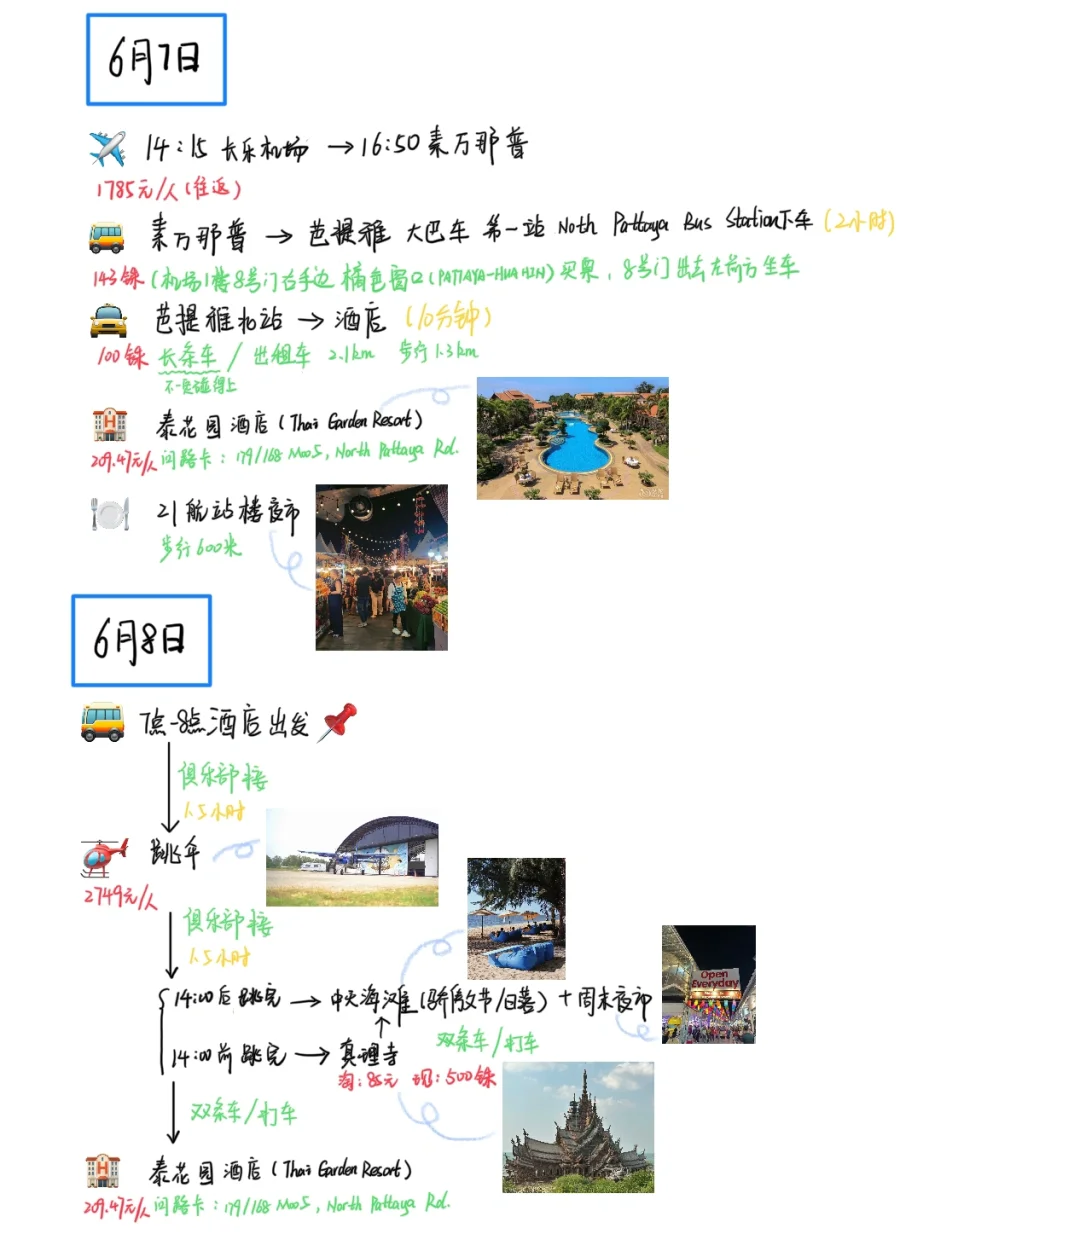 6月7日
14:15 长乐机场 →16:50 素万那普
1785元/人(往返)
素万那普 → 芭提雅 大巴车 第一站 Noth Pattaya Bus Station下车 (2小时)
143铢 (机场1楼8号门右手边 橘色窗口(PATTAYA-HUAHIN)买票, 8号门出去左前方坐车
芭提雅北站 → 酒店 (10分钟)
100铢 长条车 / 出租车 2.1km 步行1.3km
不一定碰得上
泰花园酒店(Thai Garden Resort)
209.47元/人 问路卡: 179/168 Moo5, North Pattaya Rd.
21航站楼夜市
步行600米
6月8日
7点-8点酒店出发
俱乐部接
1.5小时
跳伞
2749元/人
俱乐部接
1.5小时
Open
Everyday
14:00后跳完 → 中天海滩(骄傲节/日落) + 周末夜市
双条车/打车
14:00前跳完 → 真理寺
淘:85元 现:500铢
双条车/打车
泰花园酒店(Thai Garden Resort)
209.47元/人 问路卡: 179/168 Moo5, North Pattaya Rd.